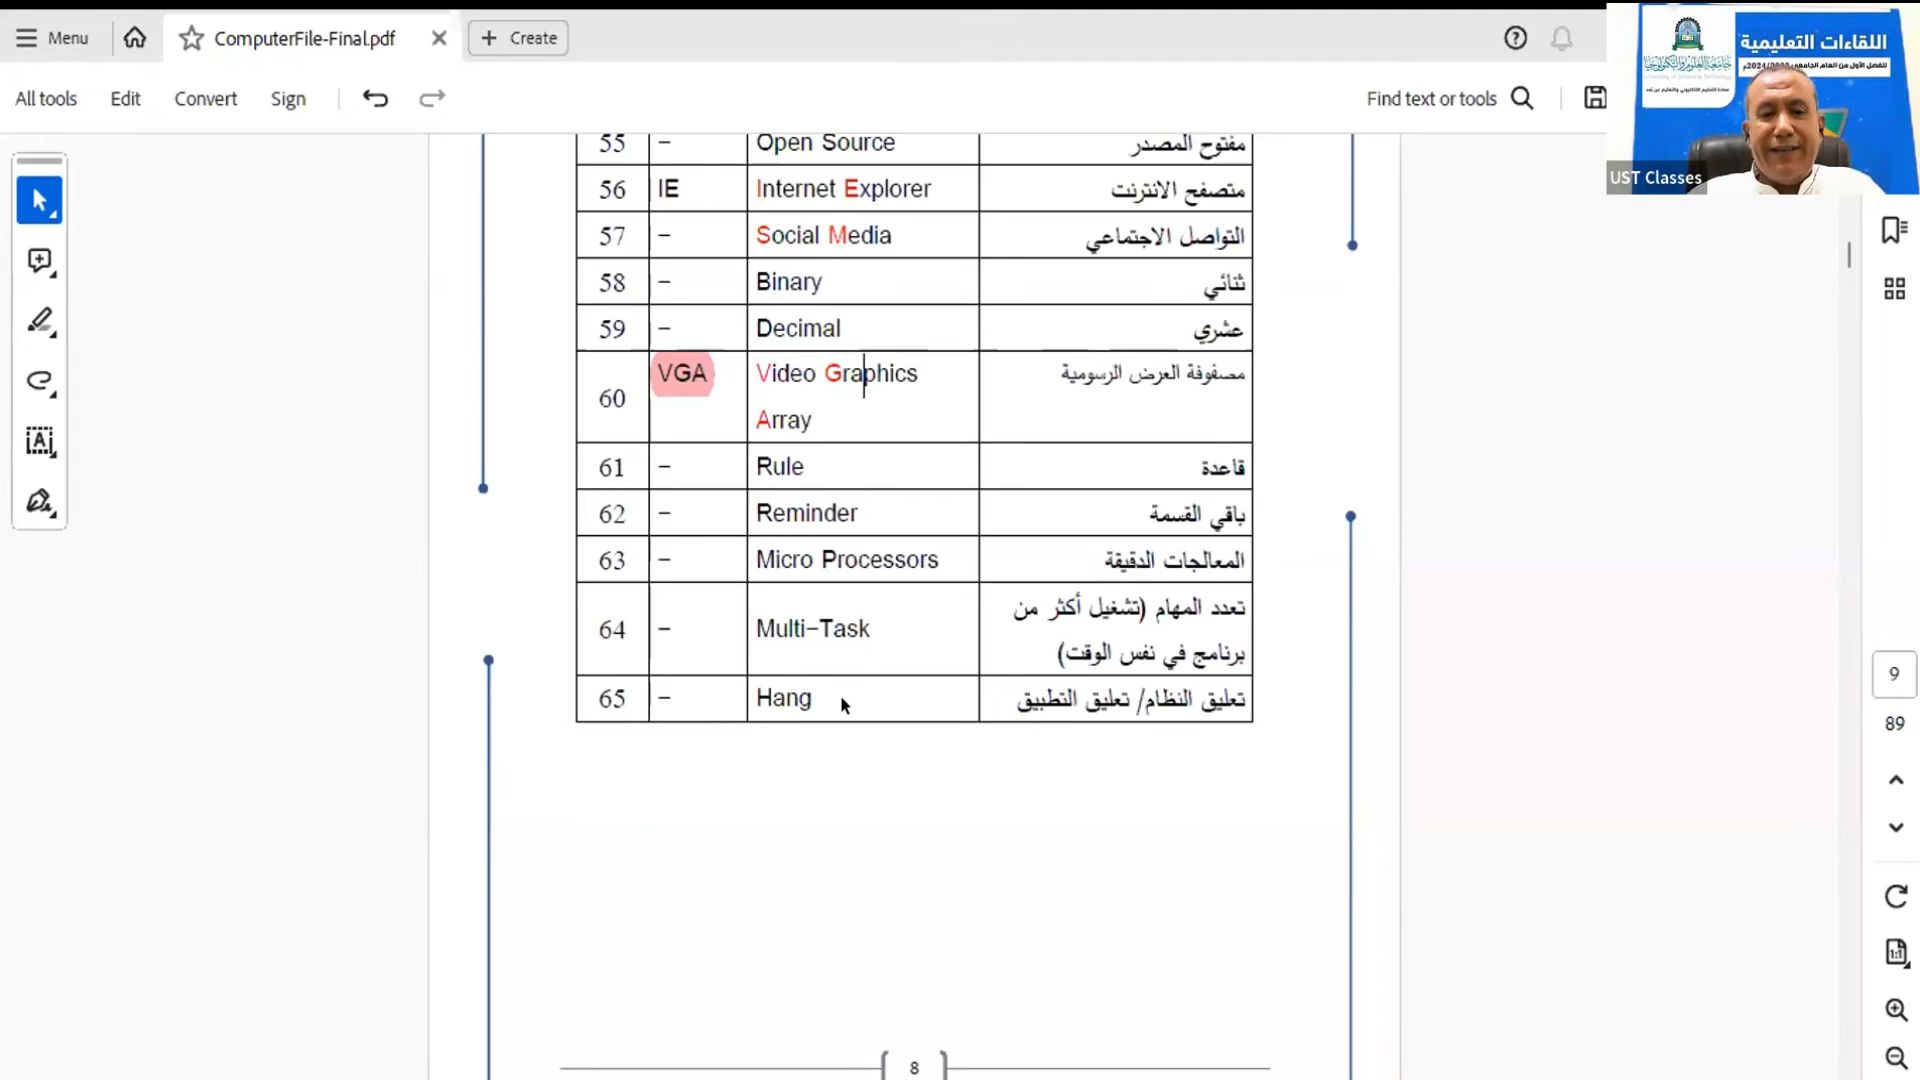 Menu
ComputerFile-Final.pdf
Create
All tools
Edit
Convert
Sign
Find text or tools
اللقاءات التعليمية
جامعة العلوم والتكنولوجيا
UST Classes
55 - Open Source مفتوح المصدر
56 IE Internet Explorer متصفح الانترنت
57 - Social Media التواصل الاجتماعي
58 - Binary ثنائي
59 - Decimal عشري
60 VGA Video Graphics مصفوفة العرض الرسومية
Array
61 - Rule قاعدة
62 - Reminder باقي القسمة
63 - Micro Processors المعالجات الدقيقة
64 - Multi-Task تعدد المهام (تشغيل أكثر من
برنامج في نفس الوقت)
65 - Hang تعليق النظام/ تعليق التطبيق
9
89
8